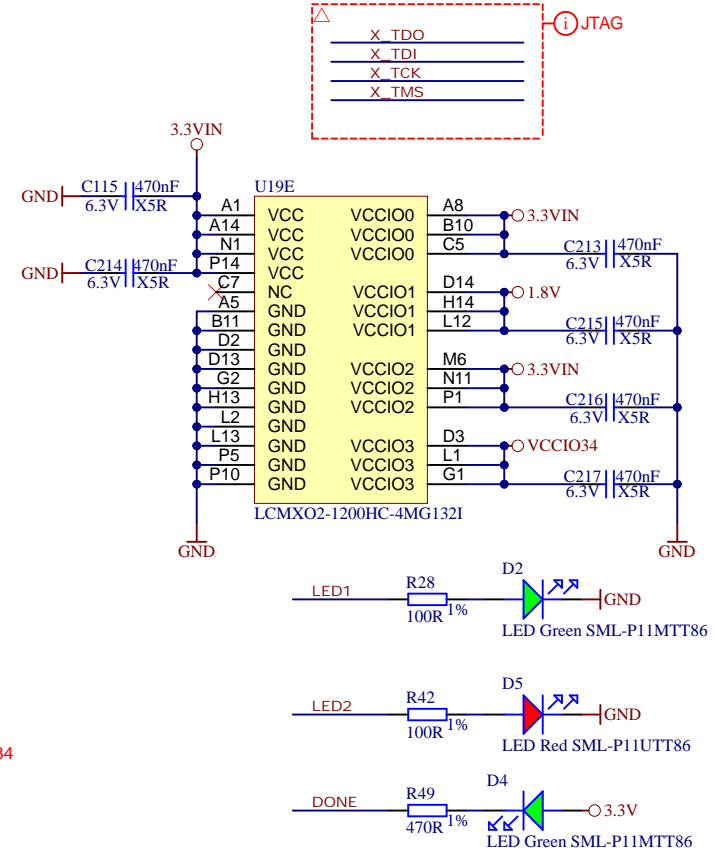 i JTAG
X_TDO
X_TDI
X_TCK
X_TMS
3.3VIN
GND C115 470nF
6.3V X5R
GND C214 470nF
6.3V X5R
U19E
A1 VCC VCCIO0 A8 3.3VIN
A14 VCC VCCIO0 B10
N1 VCC VCCIO0 C5
P14 VCC
C7 NC VCCIO1 D14 1.8V
A5 GND VCCIO1 H14
B11 GND VCCIO1 L12
D2 GND
D13 GND VCCIO2 M6 3.3VIN
G2 GND VCCIO2 N11
H13 GND VCCIO2 P1
L2 GND
L13 GND VCCIO3 D3 VCCIO34
P5 GND VCCIO3 L1
P10 GND VCCIO3 G1
LCMXO2-1200HC-4MG132I
C213 470nF
6.3V X5R
C215 470nF
6.3V X5R
C216 470nF
6.3V X5R
C217 470nF
6.3V X5R
GND
GND
LED1 R28 D2
100R 1% GND
LED Green SML-P11MTT86
LED2 R42 D5
100R 1% GND
LED Red SML-P11UTT86
34
DONE R49 D4
470R 1% 3.3V
LED Green SML-P11MTT86